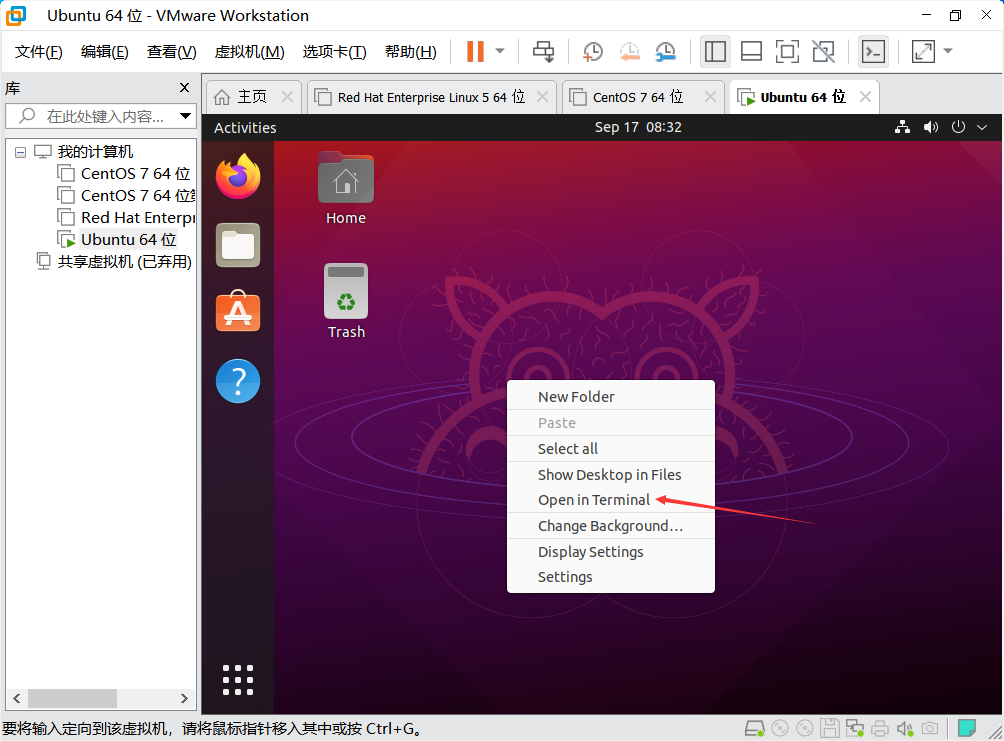 Ubuntu 64 位 - VMware Workstation
文件(F) 编辑(E) 查看(V) 虚拟机(M) 选项卡(T) 帮助(H)
库
在此处键入内容...
我的计算机
CentOS 7 64 位
CentOS 7 64 位
Red Hat Enterpr
Ubuntu 64 位
共享虚拟机 (已弃用)
主页 Red Hat Enterprise Linux 5 64 位 CentOS 7 64 位 Ubuntu 64 位
Activities Sep 17 08:32
Home
Trash
New Folder
Paste
Select all
Show Desktop in Files
Open in Terminal
Change Background...
Display Settings
Settings
要将输入定向到该虚拟机，请将鼠标指针移入其中或按 Ctrl+G。